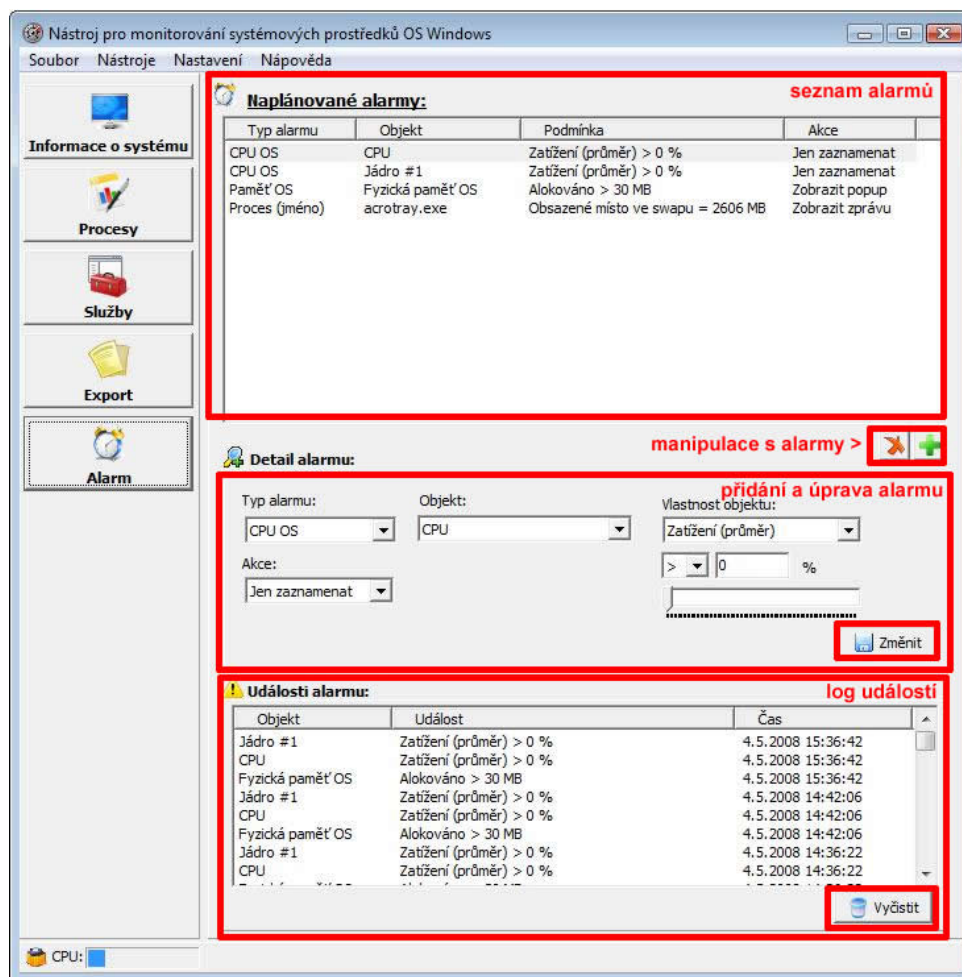 Nástroj pro monitorování systémových prostředků OS Windows
Soubor Nástroje Nastavení Nápověda
Informace o systému
Procesy
Služby
Export
Alarm
seznam alarmů
Naplánované alarmy:
Typ alarmu Objekt Podmínka Akce
CPU OS CPU Zatížení (průměr) > 0 % Jen zaznamenat
CPU OS Jádro #1 Zatížení (průměr) > 0 % Jen zaznamenat
Paměť OS Fyzická paměť OS Alokováno > 30 MB Zobrazit popup
Proces (jméno) acrotray.exe Obsazené místo ve swapu = 2606 MB Zobrazit zprávu
manipulace s alarmy >
Detail alarmu:
přidání a úprava alarmu
Typ alarmu: Objekt: Vlastnost objektu:
CPU OS CPU Zatížení (průměr)
Akce: > 0 %
Jen zaznamenat
Změnit
Události alarmu: log událostí
Objekt Událost Čas
Jádro #1 Zatížení (průměr) > 0 % 4.5.2008 15:36:42
CPU Zatížení (průměr) > 0 % 4.5.2008 15:36:42
Fyzická paměť OS Alokováno > 30 MB 4.5.2008 15:36:42
Jádro #1 Zatížení (průměr) > 0 % 4.5.2008 14:42:06
CPU Zatížení (průměr) > 0 % 4.5.2008 14:42:06
Fyzická paměť OS Alokováno > 30 MB 4.5.2008 14:42:06
Jádro #1 Zatížení (průměr) > 0 % 4.5.2008 14:36:22
CPU Zatížení (průměr) > 0 % 4.5.2008 14:36:22
Vyčistit
CPU: